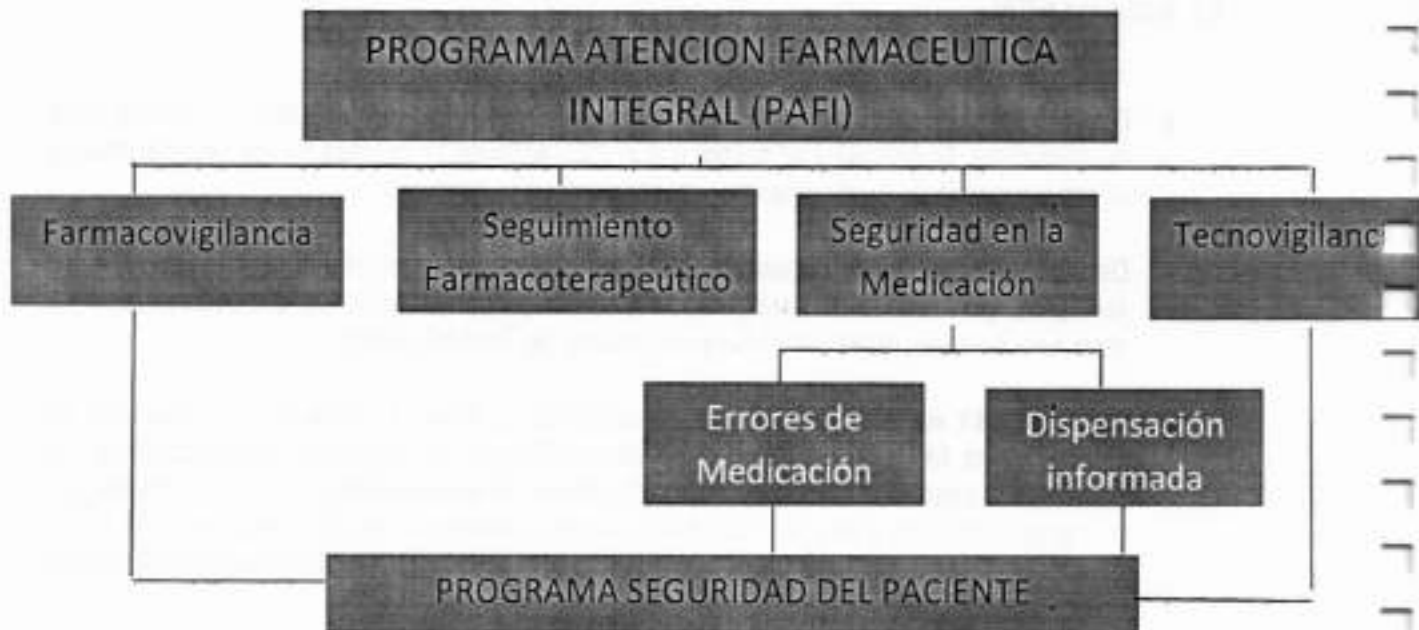 PROGRAMA ATENCION FARMACEUTICA
INTEGRAL (PAFI)
Farmacovigilancia
Seguimiento
Farmacoterapeútico
Seguridad en la
Medicación
Tecnovigilanc
Errores de
Medicación
Dispensación
informada
PROGRAMA SEGURIDAD DEL PACIENTE